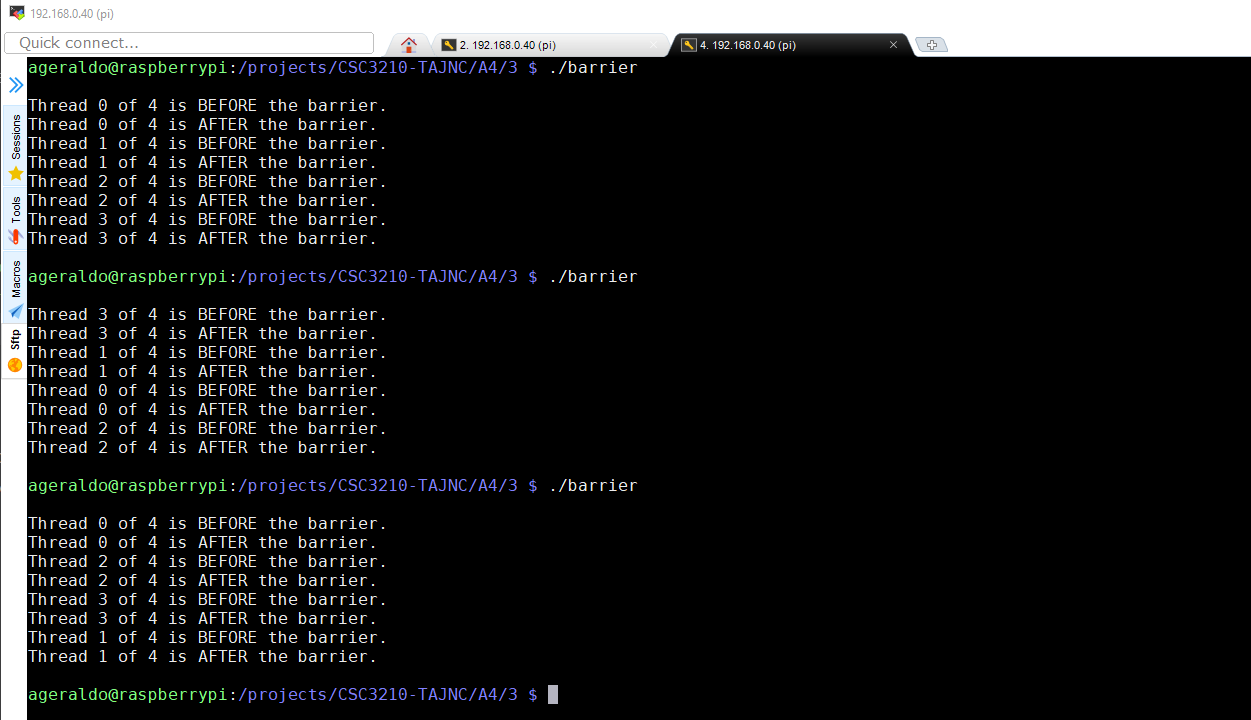 192.168.0.40 (pi)
Quick connect...
2. 192.168.0.40 (pi)
4. 192.168.0.40 (pi)
Sessions
Tools
Macros
Sftp
ageraldo@raspberrypi:/projects/CSC3210-TAJNC/A4/3 $ ./barrier
Thread 0 of 4 is BEFORE the barrier.
Thread 0 of 4 is AFTER the barrier.
Thread 1 of 4 is BEFORE the barrier.
Thread 1 of 4 is AFTER the barrier.
Thread 2 of 4 is BEFORE the barrier.
Thread 2 of 4 is AFTER the barrier.
Thread 3 of 4 is BEFORE the barrier.
Thread 3 of 4 is AFTER the barrier.
ageraldo@raspberrypi:/projects/CSC3210-TAJNC/A4/3 $ ./barrier
Thread 3 of 4 is BEFORE the barrier.
Thread 3 of 4 is AFTER the barrier.
Thread 1 of 4 is BEFORE the barrier.
Thread 1 of 4 is AFTER the barrier.
Thread 0 of 4 is BEFORE the barrier.
Thread 0 of 4 is AFTER the barrier.
Thread 2 of 4 is BEFORE the barrier.
Thread 2 of 4 is AFTER the barrier.
ageraldo@raspberrypi:/projects/CSC3210-TAJNC/A4/3 $ ./barrier
Thread 0 of 4 is BEFORE the barrier.
Thread 0 of 4 is AFTER the barrier.
Thread 2 of 4 is BEFORE the barrier.
Thread 2 of 4 is AFTER the barrier.
Thread 3 of 4 is BEFORE the barrier.
Thread 3 of 4 is AFTER the barrier.
Thread 1 of 4 is BEFORE the barrier.
Thread 1 of 4 is AFTER the barrier.
ageraldo@raspberrypi:/projects/CSC3210-TAJNC/A4/3 $